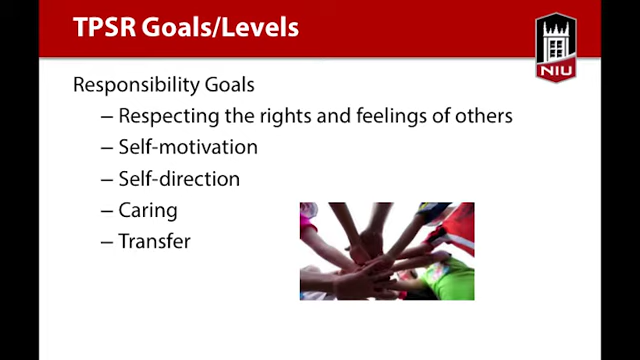 TPSR Goals/Levels
NIU
Responsibility Goals
– Respecting the rights and feelings of others
– Self-motivation
– Self-direction
– Caring
– Transfer